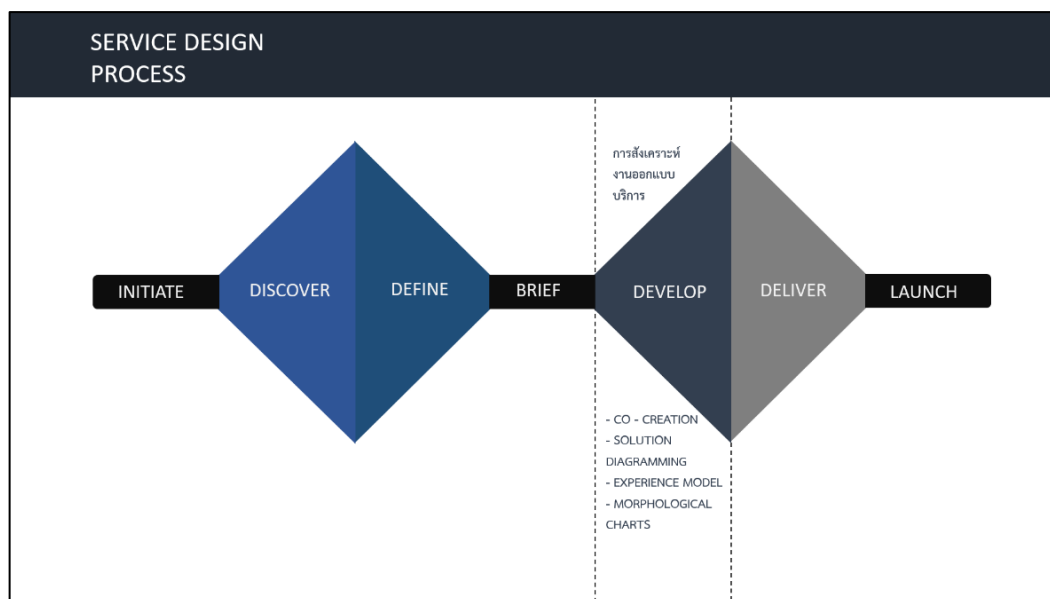 SERVICE DESIGN
PROCESS
การสังเคราะห์
งานออกแบบ
บริการ
INITIATE
DISCOVER
DEFINE
BRIEF
DEVELOP
DELIVER
LAUNCH
- CO - CREATION
- SOLUTION
DIAGRAMMING
- EXPERIENCE MODEL
- MORPHOLOGICAL
CHARTS